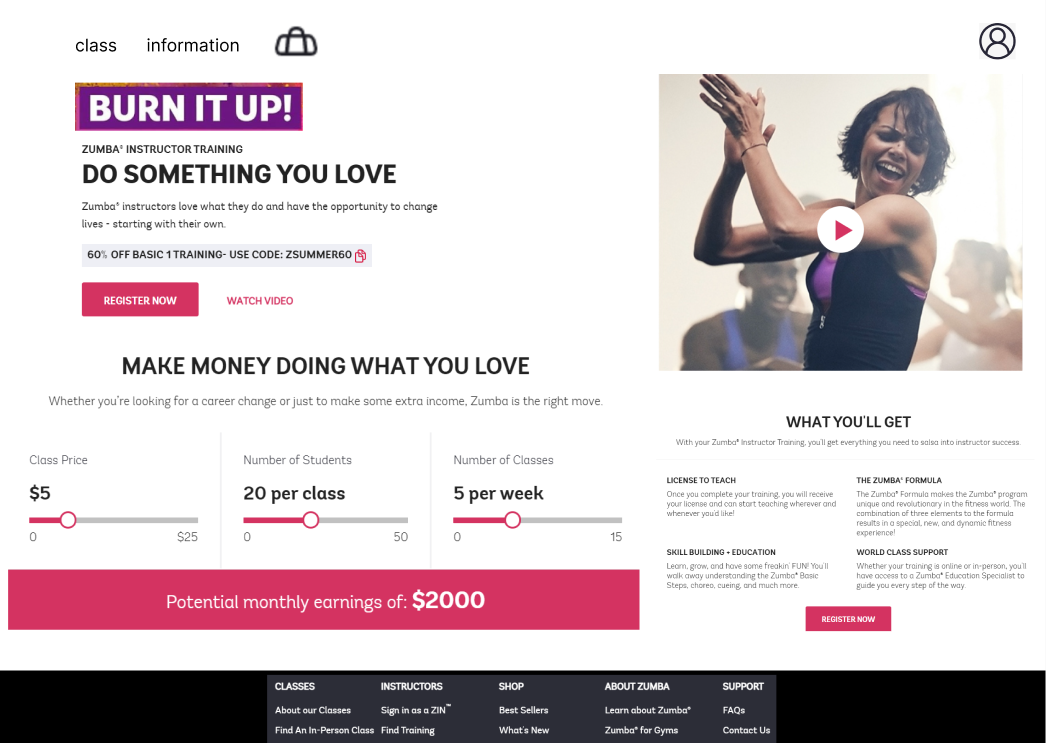 class information
BURN IT UP!
ZUMBA® INSTRUCTOR TRAINING
DO SOMETHING YOU LOVE
Zumba® instructors love what they do and have the opportunity to change
lives - starting with their own.
60% OFF BASIC 1 TRAINING- USE CODE: ZSUMMER60
REGISTER NOW WATCH VIDEO
MAKE MONEY DOING WHAT YOU LOVE
Whether you're looking for a career change or just to make some extra income, Zumba is the right move.
Class Price
$5
0 $25
Number of Students
20 per class
0 50
Number of Classes
5 per week
0 15
Potential monthly earnings of: $2000
WHAT YOU'LL GET
With your Zumba® Instructor Training, you'll get everything you need to salsa into instructor success.
LICENSE TO TEACH
Once you complete your training, you will receive
your license and can start teaching wherever and
whenever you'd like!
THE ZUMBA® FORMULA
The Zumba® Formula makes the Zumba® program
unique and revolutionary in the fitness world. The
combination of three elements to the formula
results in a special, new, and dynamic fitness
experience!
SKILL BUILDING + EDUCATION
Learn, grow, and have some freakin' FUN! You'll
walk away understanding the Zumba® Basic
Steps, choreo, cueing, and much more.
WORLD CLASS SUPPORT
Whether your training is online or in-person, you'll
have access to a Zumba® Education Specialist to
guide you every step of the way.
REGISTER NOW
CLASSES
About our Classes
Find An In-Person Class
INSTRUCTORS
Sign in as a ZIN™
Find Training
SHOP
Best Sellers
What's New
ABOUT ZUMBA
Learn about Zumba®
Zumba® for Gyms
SUPPORT
FAQs
Contact Us